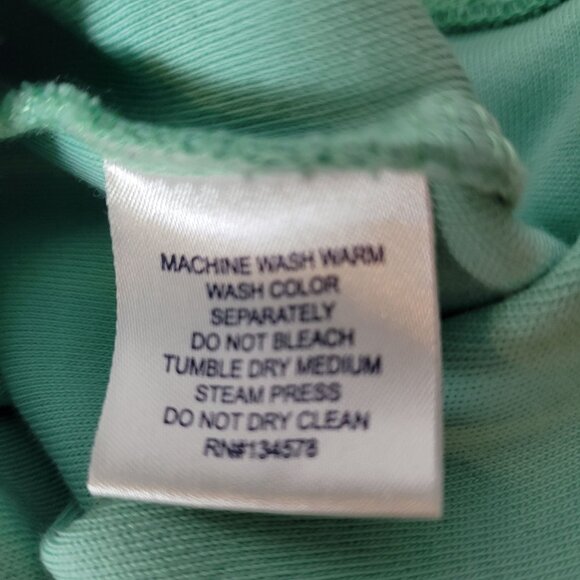 MACHINE WASH WARM
WASH COLOR
SEPARATELY
DO NOT BLEACH
TUMBLE DRY MEDIUM
STEAM PRESS
DO NOT DRY CLEAN
RN#134578